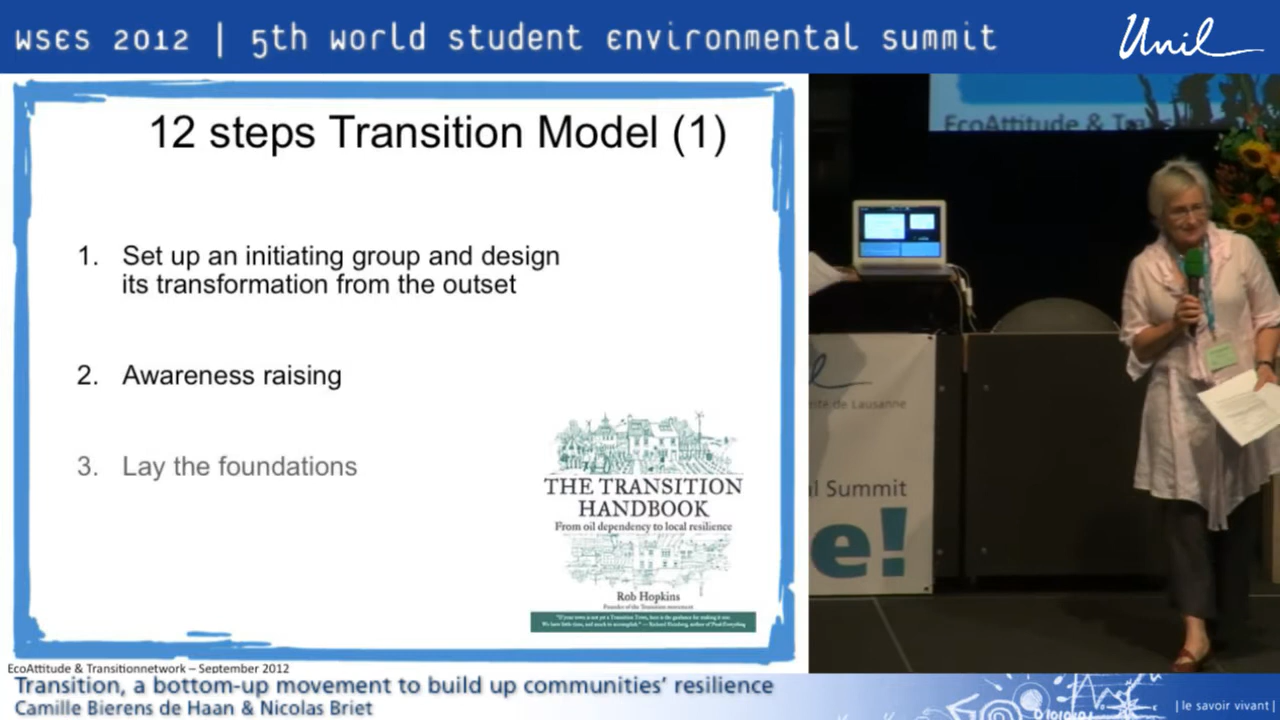 WSES 2012 | 5th world student environmental summit
Unil
12 steps Transition Model (1)
1. Set up an initiating group and design
its transformation from the outset
2. Awareness raising
3. Lay the foundations
THE TRANSITION
HANDBOOK
From oil dependency to local resilience
Rob Hopkins
Founder of the Transition movement
EcoAttitude & Transitionnetwork – September 2012
EcoAttitude &
de Lausanne
Summit
e!
Transition, a bottom-up movement to build up communities' resilience
Camille Bierens de Haan & Nicolas Briet
| le savoir vivant |